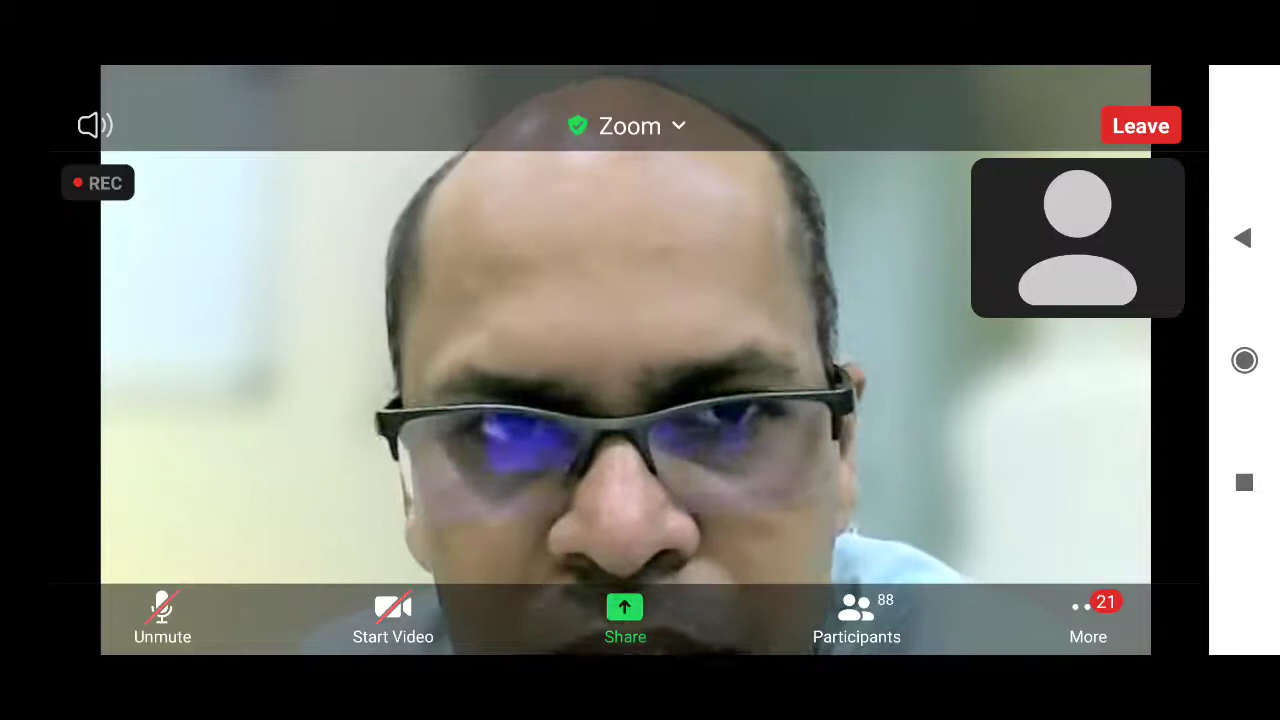 Zoom
Leave
REC
88
21
Unmute
Start Video
Share
Participants
More